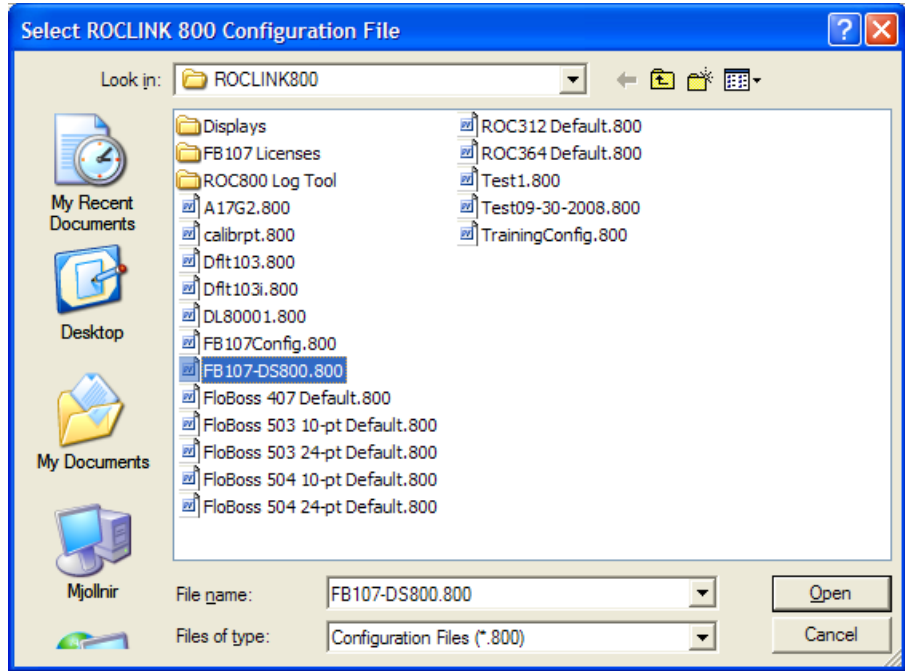 Select ROCLINK 800 Configuration File
Look in: ROCLINK800
My Recent
Documents
Desktop
My Documents
Mjollnir
Displays
FB107 Licenses
ROC800 Log Tool
A17G2.800
calibrpt.800
Dflt103.800
Dflt103i.800
DL80001.800
FB107Config.800
FB107-DS800.800
FloBoss 407 Default.800
FloBoss 503 10-pt Default.800
FloBoss 503 24-pt Default.800
FloBoss 504 10-pt Default.800
FloBoss 504 24-pt Default.800
ROC312 Default.800
ROC364 Default.800
Test1.800
Test09-30-2008.800
TrainingConfig.800
File name: FB107-DS800.800 Open
Files of type: Configuration Files (*.800) Cancel